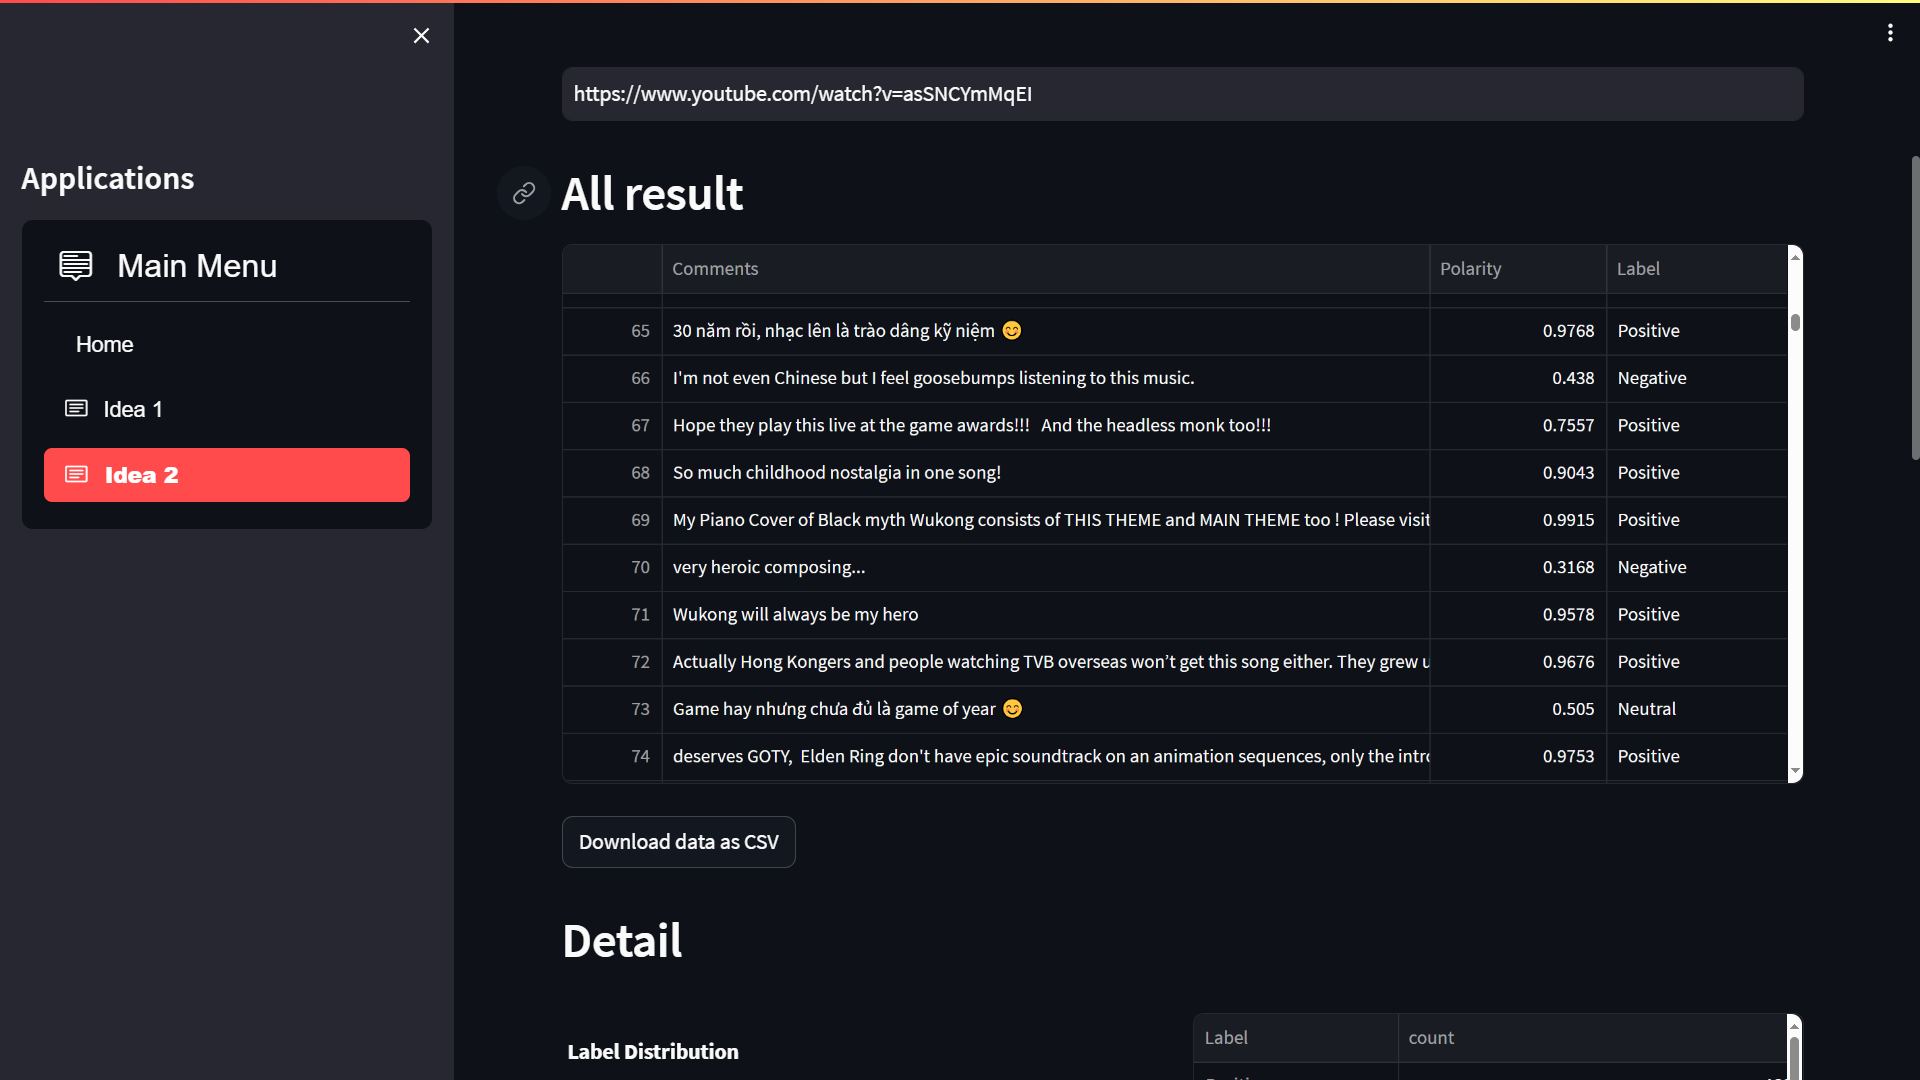 Applications
Main Menu
Home
Idea 1
Idea 2
https://www.youtube.com/watch?v=asSNCYmMqEI
All result
Comments Polarity Label
65 30 năm rồi, nhạc lên là trào dâng kỹ niệm 😊 0.9768 Positive
66 I'm not even Chinese but I feel goosebumps listening to this music. 0.438 Negative
67 Hope they play this live at the game awards!!! And the headless monk too!!! 0.7557 Positive
68 So much childhood nostalgia in one song! 0.9043 Positive
69 My Piano Cover of Black myth Wukong consists of THIS THEME and MAIN THEME too ! Please visit 0.9915 Positive
70 very heroic composing... 0.3168 Negative
71 Wukong will always be my hero 0.9578 Positive
72 Actually Hong Kongers and people watching TVB overseas won’t get this song either. They grew 0.9676 Positive
73 Game hay nhưng chưa đủ là game of year 😊 0.505 Neutral
74 deserves GOTY, Elden Ring don't have epic soundtrack on an animation sequences, only the 0.9753 Positive
Download data as CSV
Detail
Label Distribution
Label count